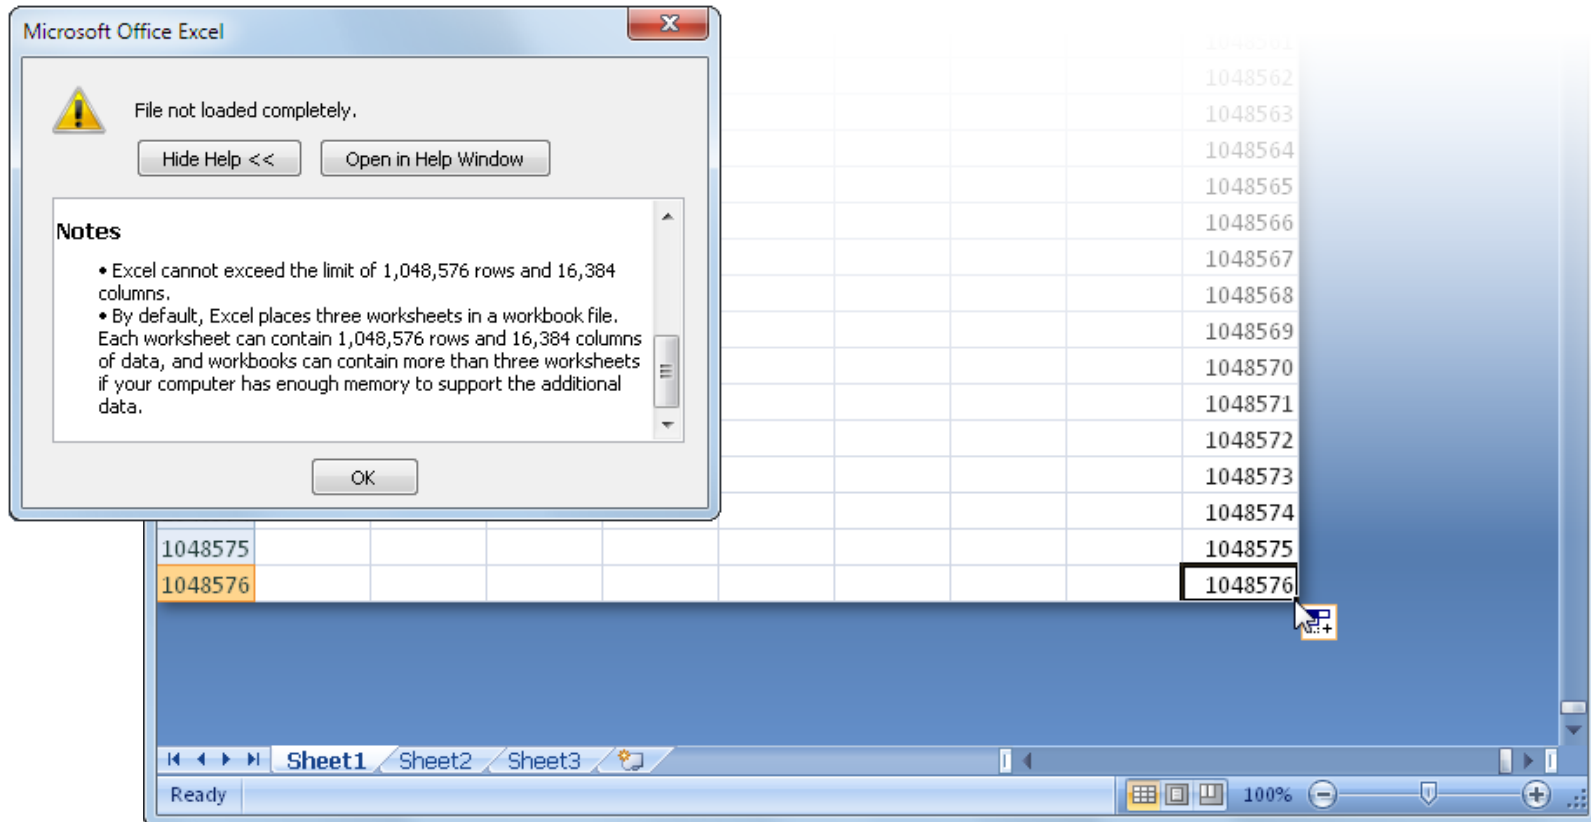 Microsoft Office Excel
File not loaded completely.
Hide Help <<
Open in Help Window
Notes
• Excel cannot exceed the limit of 1,048,576 rows and 16,384
columns.
• By default, Excel places three worksheets in a workbook file.
Each worksheet can contain 1,048,576 rows and 16,384 columns
of data, and workbooks can contain more than three worksheets
if your computer has enough memory to support the additional
data.
OK
1048561
1048562
1048563
1048564
1048565
1048566
1048567
1048568
1048569
1048570
1048571
1048572
1048573
1048574
1048575 1048575
1048576 1048576
Sheet1 Sheet2 Sheet3
Ready 100%